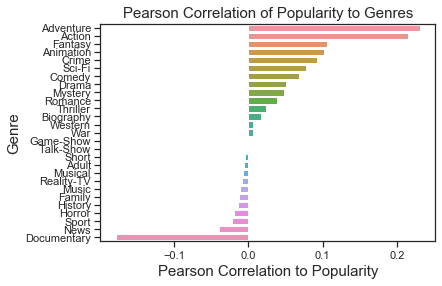 Pearson Correlation of Popularity to Genres
Adventure
Action
Fantasy
Animation
Crime
Sci-Fi
Comedy
Drama
Mystery
Romance
Thriller
Biography
Western
War
Game-Show
Talk-Show
Short
Adult
Musical
Reality-TV
Music
Family
History
Horror
Sport
News
Documentary
Genre
−0.1 0.0 0.1 0.2
Pearson Correlation to Popularity